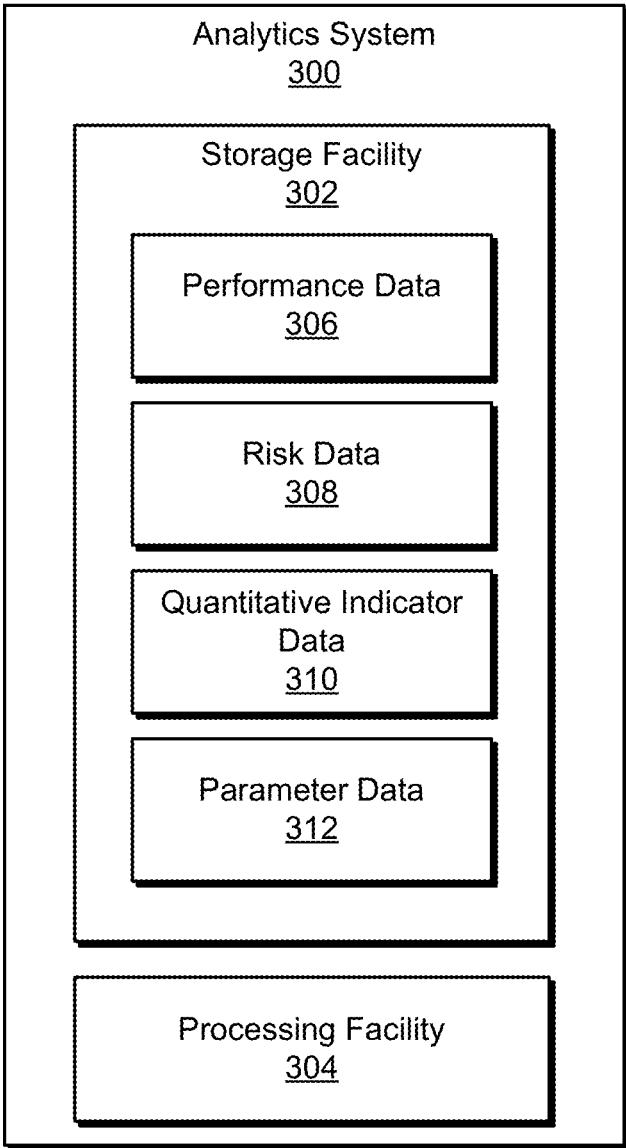 Analytics System
300
Storage Facility
302
Performance Data
306
Risk Data
308
Quantitative Indicator
Data
310
Parameter Data
312
Processing Facility
304